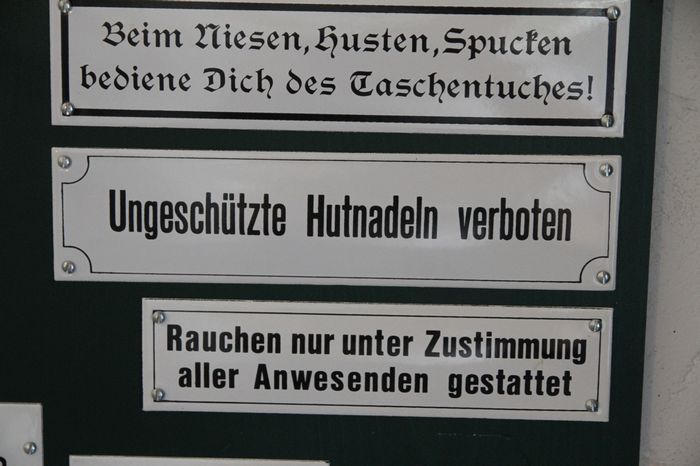 Beim Niesen, Husten, Spucken
bediene Dich des Taschentuches!
Ungeschützte Hutnadeln verboten
Rauchen nur unter Zustimmung
aller Anwesenden gestattet